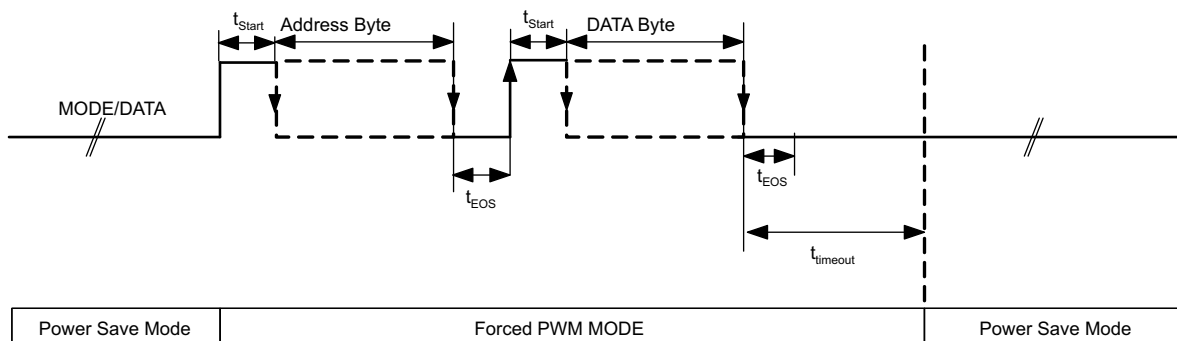 tStart
Address Byte
tStart
DATA Byte
MODE/DATA
tEOS
tEOS
ttimeout
Power Save Mode
Forced PWM MODE
Power Save Mode